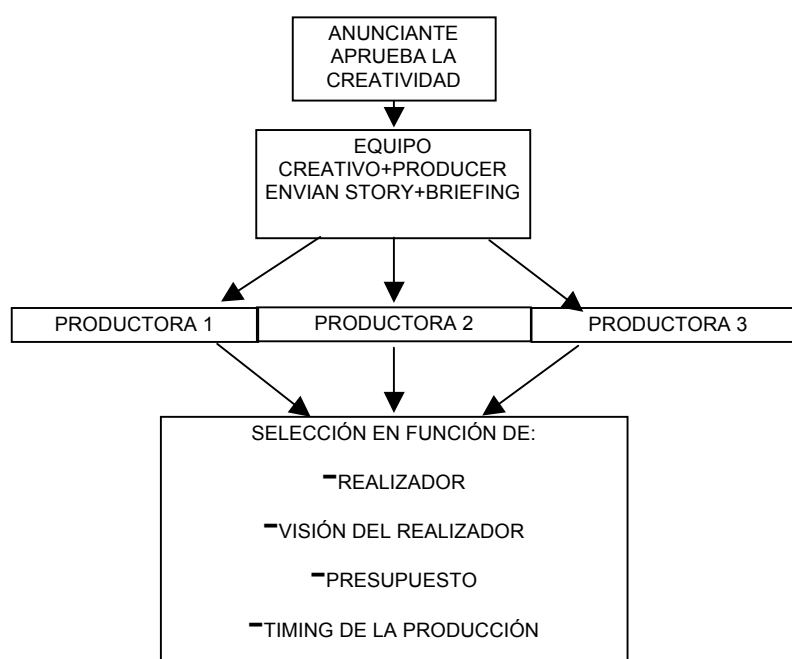 ANUNCIANTE
APRUEBA LA
CREATIVIDAD
EQUIPO
CREATIVO+PRODUCER
ENVIAN STORY+BRIEFING
PRODUCTORA 1
PRODUCTORA 2
PRODUCTORA 3
SELECCIÓN EN FUNCIÓN DE:
-REALIZADOR
-VISIÓN DEL REALIZADOR
-PRESUPUESTO
-TIMING DE LA PRODUCCIÓN